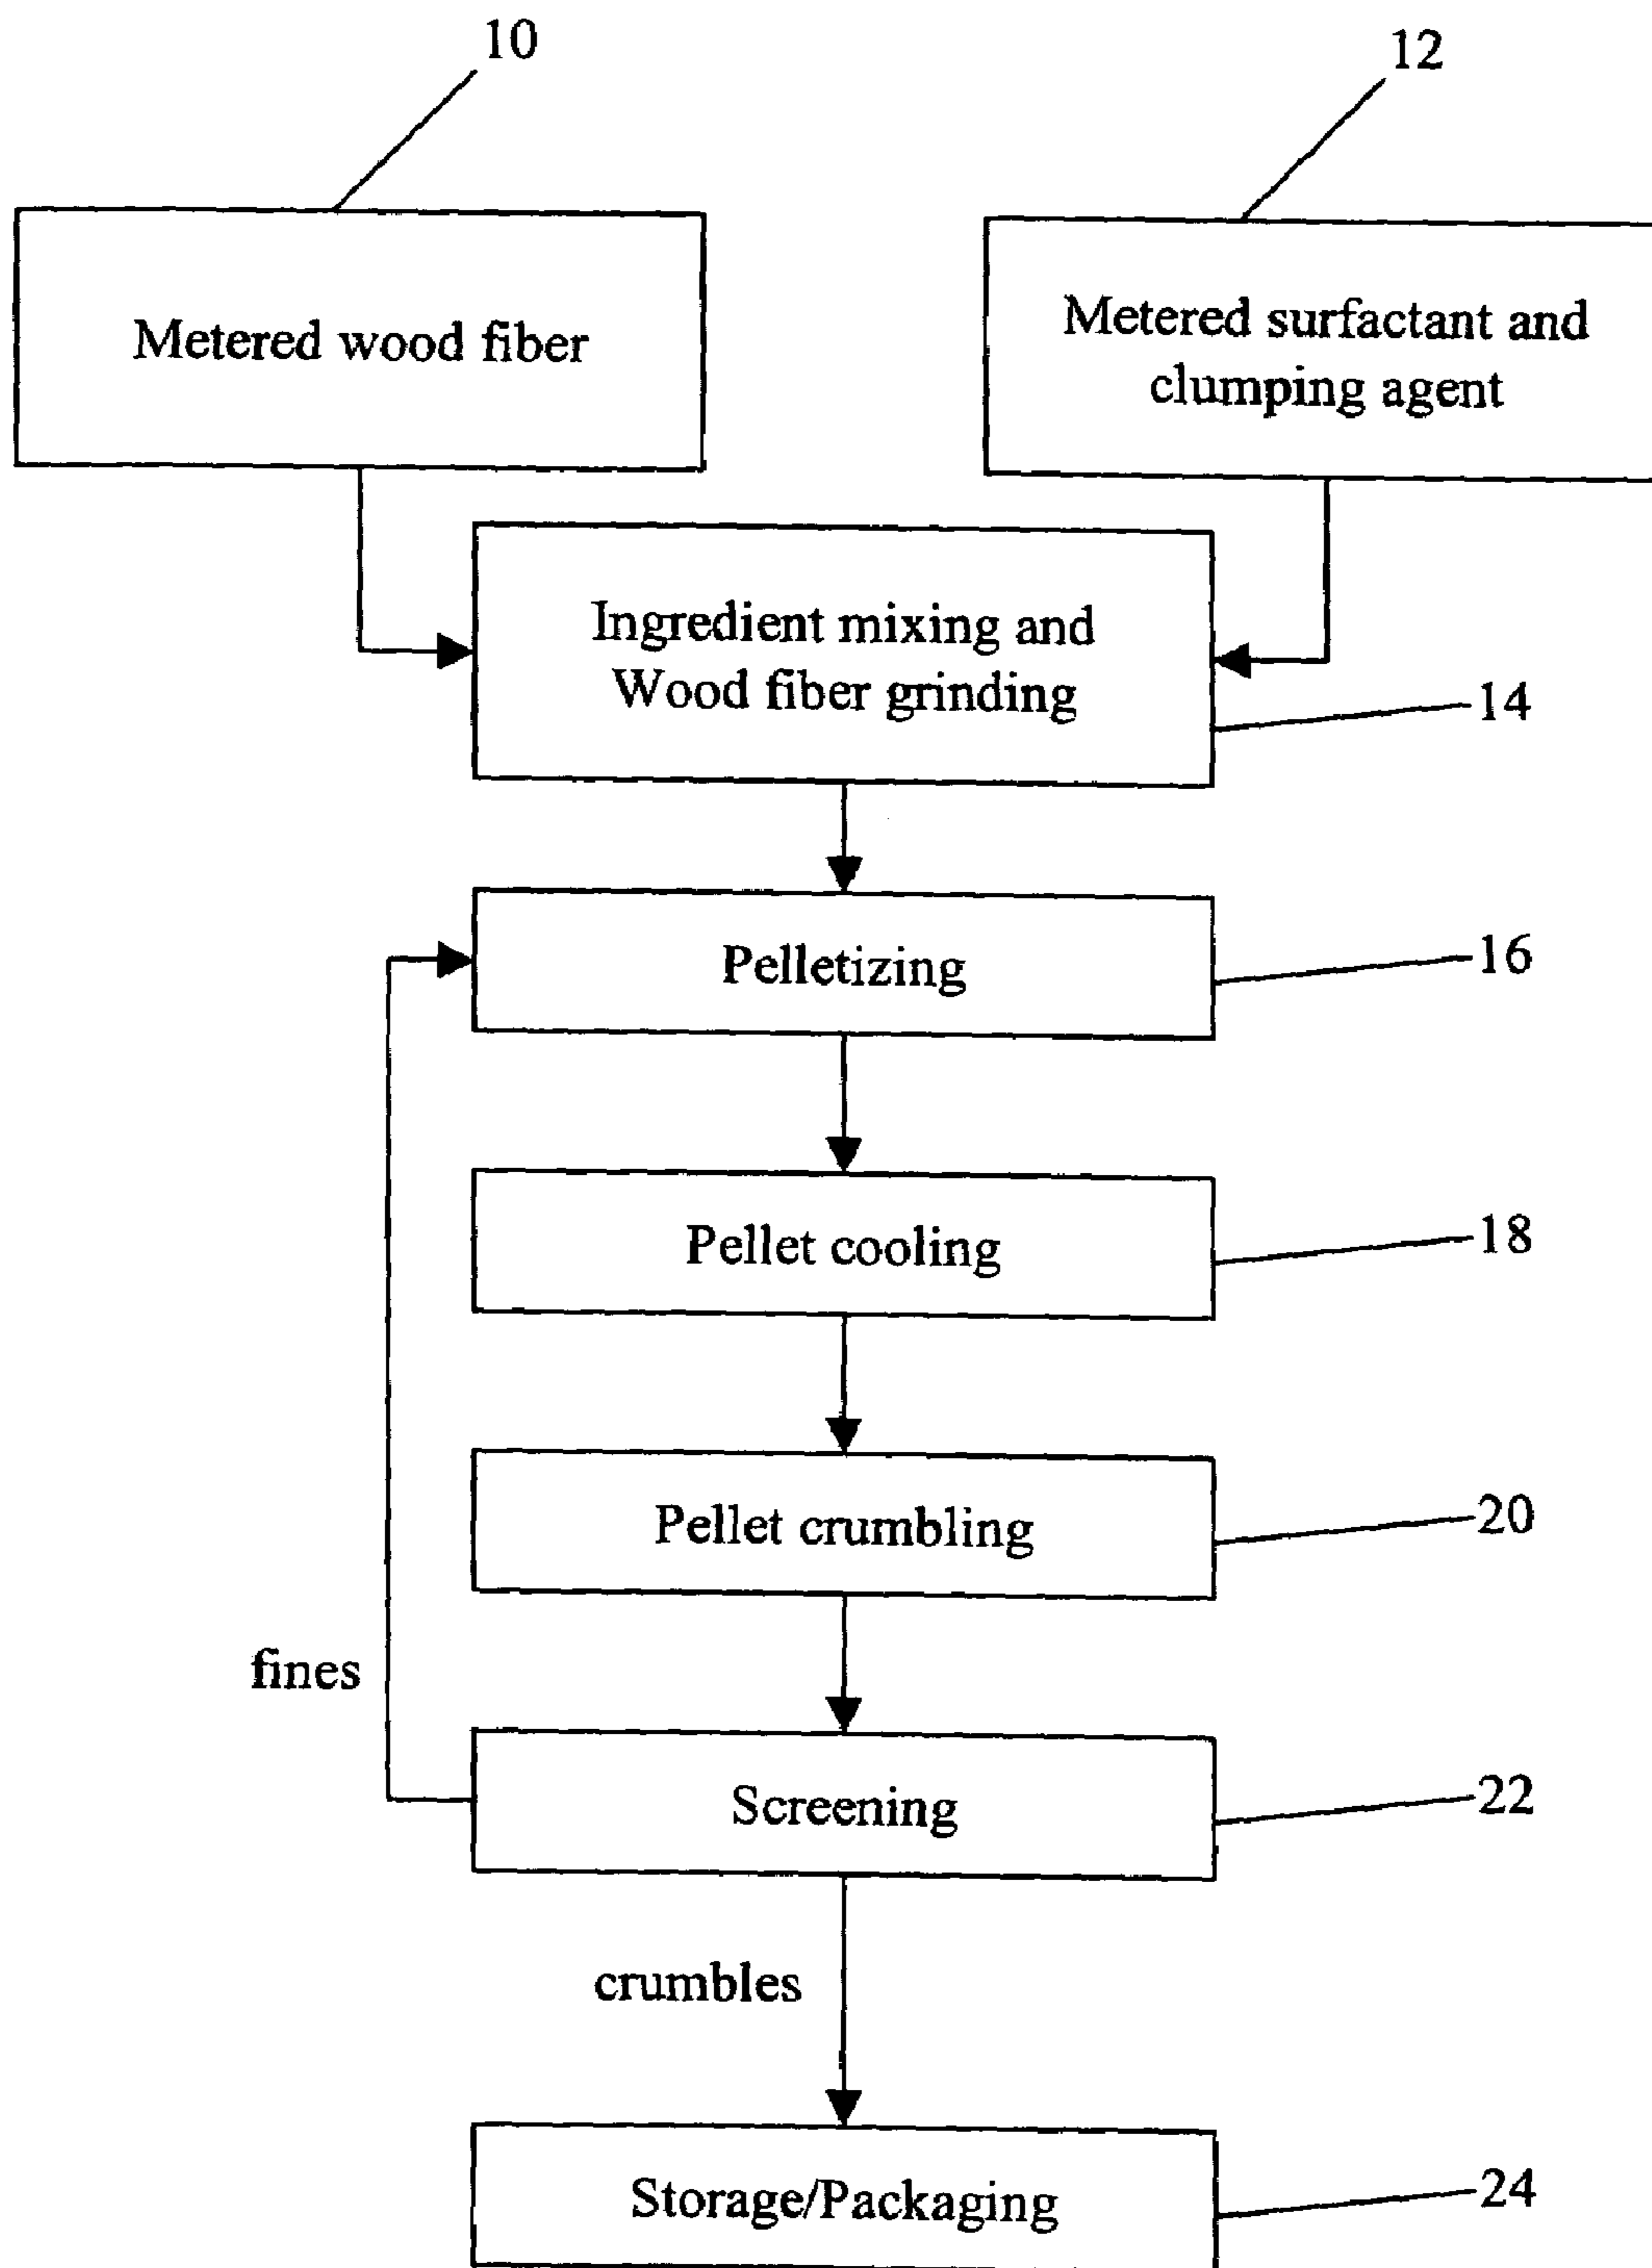 10
12
Metered wood fiber
Metered surfactant and
clumping agent
Ingredient mixing and
Wood fiber grinding
14
Pelletizing
16
Pellet cooling
18
Pellet crumbling
20
fines
Screening
22
crumbles
Storage/Packaging
24